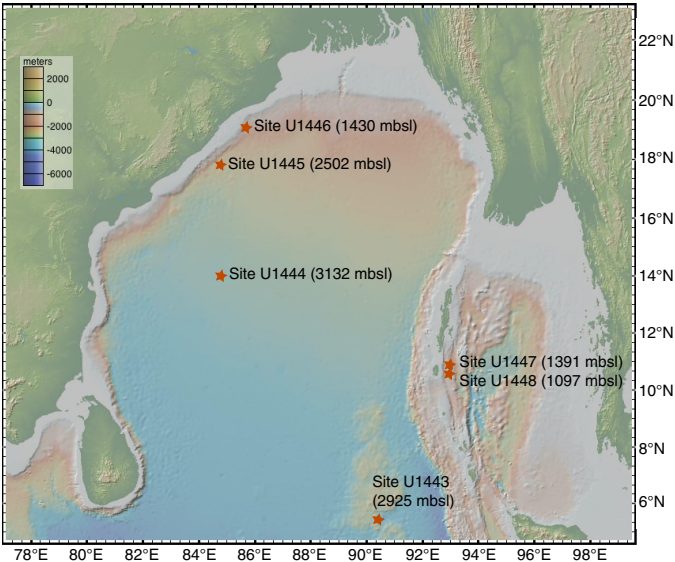 meters
2000
0
-2000
-4000
-6000
22°N
20°N
18°N
16°N
14°N
12°N
10°N
8°N
6°N
Site U1446 (1430 mbsl)
Site U1445 (2502 mbsl)
Site U1444 (3132 mbsl)
Site U1447 (1391 mbsl)
Site U1448 (1097 mbsl)
Site U1443
(2925 mbsl)
78°E 80°E 82°E 84°E 86°E 88°E 90°E 92°E 94°E 96°E 98°E